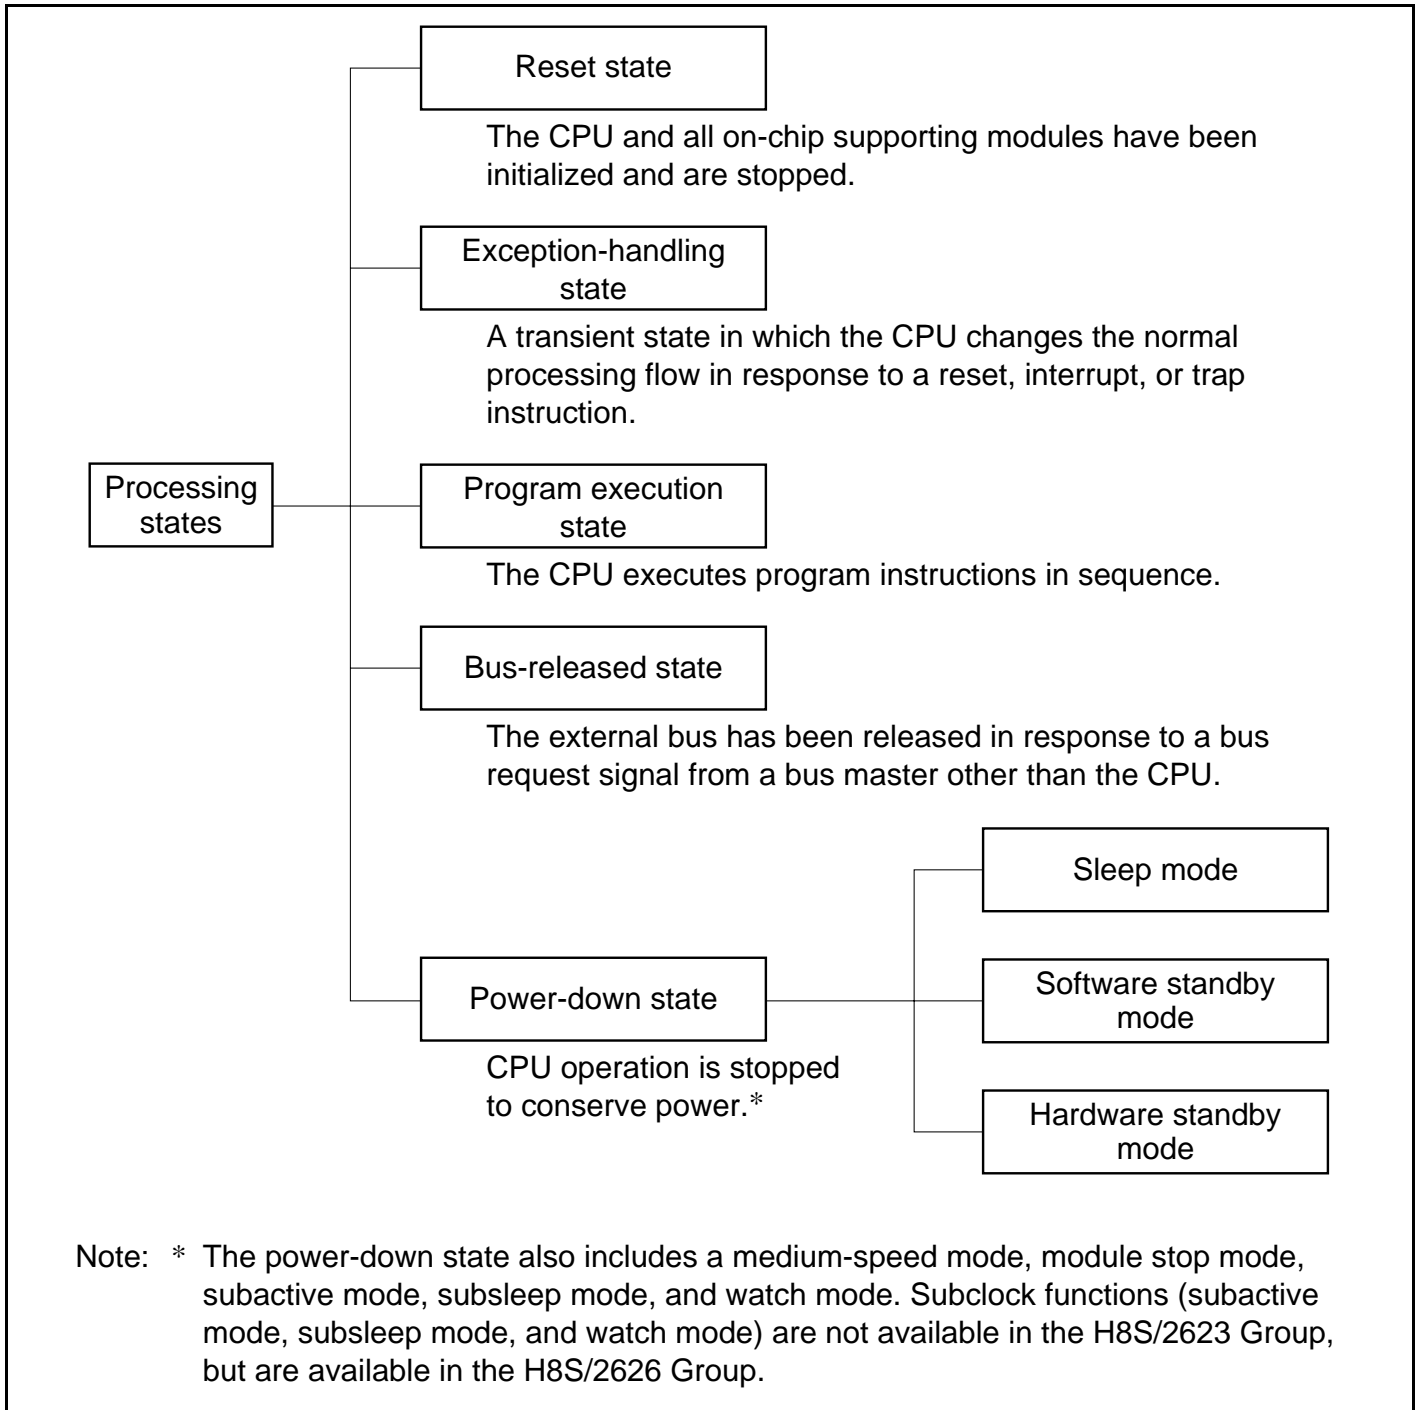 Reset state
The CPU and all on-chip supporting modules have been
initialized and are stopped.
Exception-handling
state
A transient state in which the CPU changes the normal
processing flow in response to a reset, interrupt, or trap
instruction.
Processing
states
Program execution
state
The CPU executes program instructions in sequence.
Bus-released state
The external bus has been released in response to a bus
request signal from a bus master other than the CPU.
Power-down state
CPU operation is stopped
to conserve power.*
Sleep mode
Software standby
mode
Hardware standby
mode
Note: * The power-down state also includes a medium-speed mode, module stop mode,
subactive mode, subsleep mode, and watch mode. Subclock functions (subactive
mode, subsleep mode, and watch mode) are not available in the H8S/2623 Group,
but are available in the H8S/2626 Group.